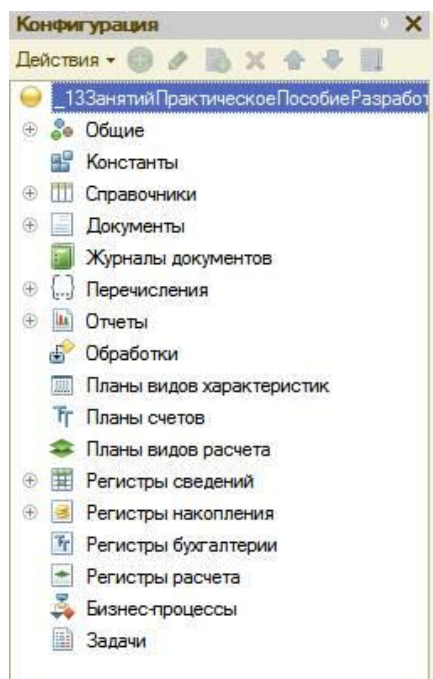 Конфигурация
Действия
_13ЗанятийПрактическоеПособиеРазработ
Общие
Константы
Справочники
Документы
Журналы документов
Перечисления
Отчеты
Обработки
Планы видов характеристик
Планы счетов
Планы видов расчета
Регистры сведений
Регистры накопления
Регистры бухгалтерии
Регистры расчета
Бизнес-процессы
Задачи